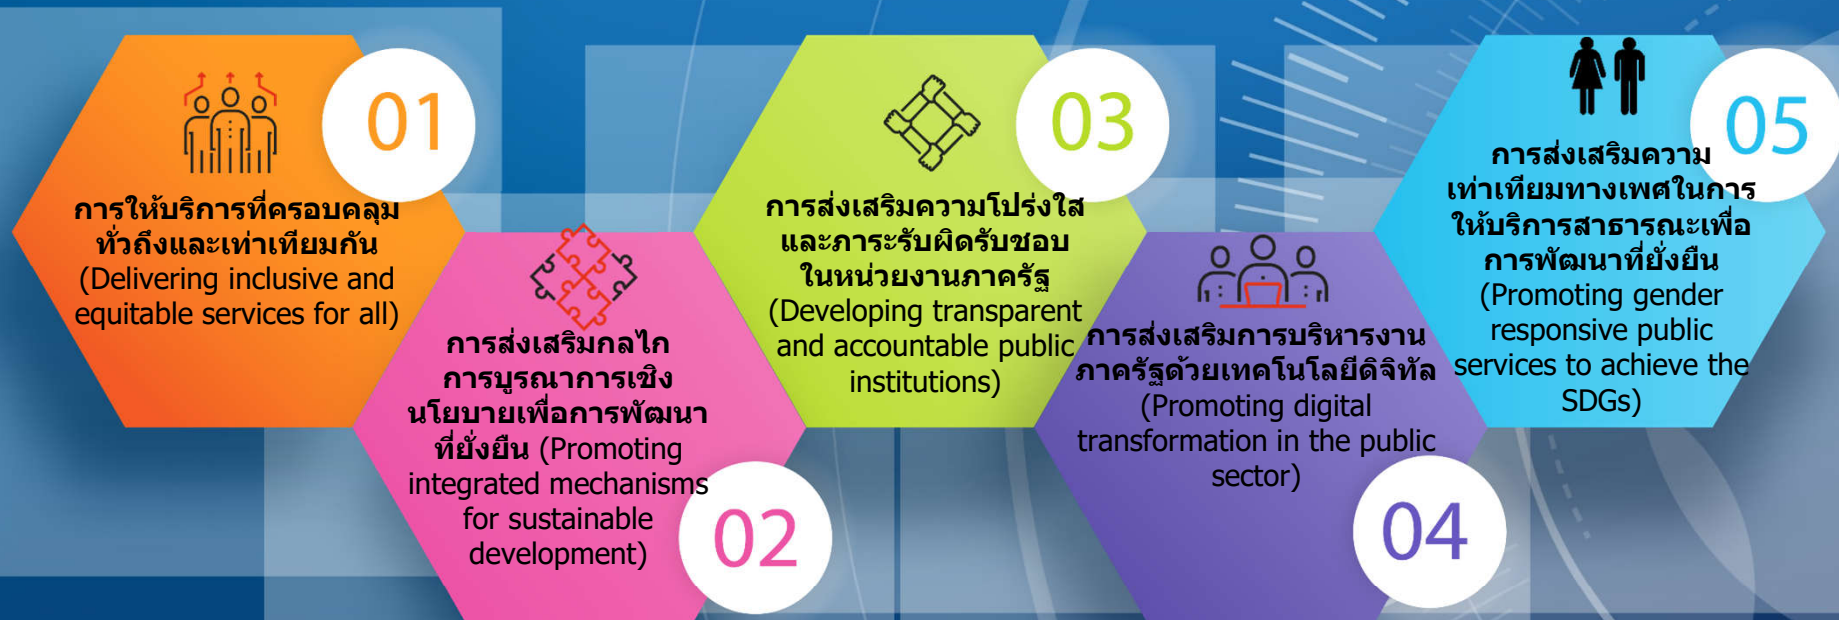 01
การให้บริการที่ครอบคลุม
ทั่วถึงและเท่าเทียมกัน
(Delivering inclusive and
equitable services for all)
การส่งเสริมกลไก
การบูรณาการเชิง
นโยบายเพื่อการพัฒนา
ที่ยั่งยืน (Promoting
integrated mechanisms
for sustainable
development)
02
03
การส่งเสริมความโปร่งใส
และภาระรับผิดรับชอบ
ในหน่วยงานภาครัฐ
(Developing transparent
and accountable public
institutions)
การส่งเสริมการบริหารงาน
ภาครัฐด้วยเทคโนโลยีดิจิทัล
(Promoting digital
transformation in the public
sector)
04
05
การส่งเสริมความ
เท่าเทียมทางเพศในการ
ให้บริการสาธารณะเพื่อ
การพัฒนาที่ยั่งยืน
(Promoting gender
responsive public
services to achieve the
SDGs)